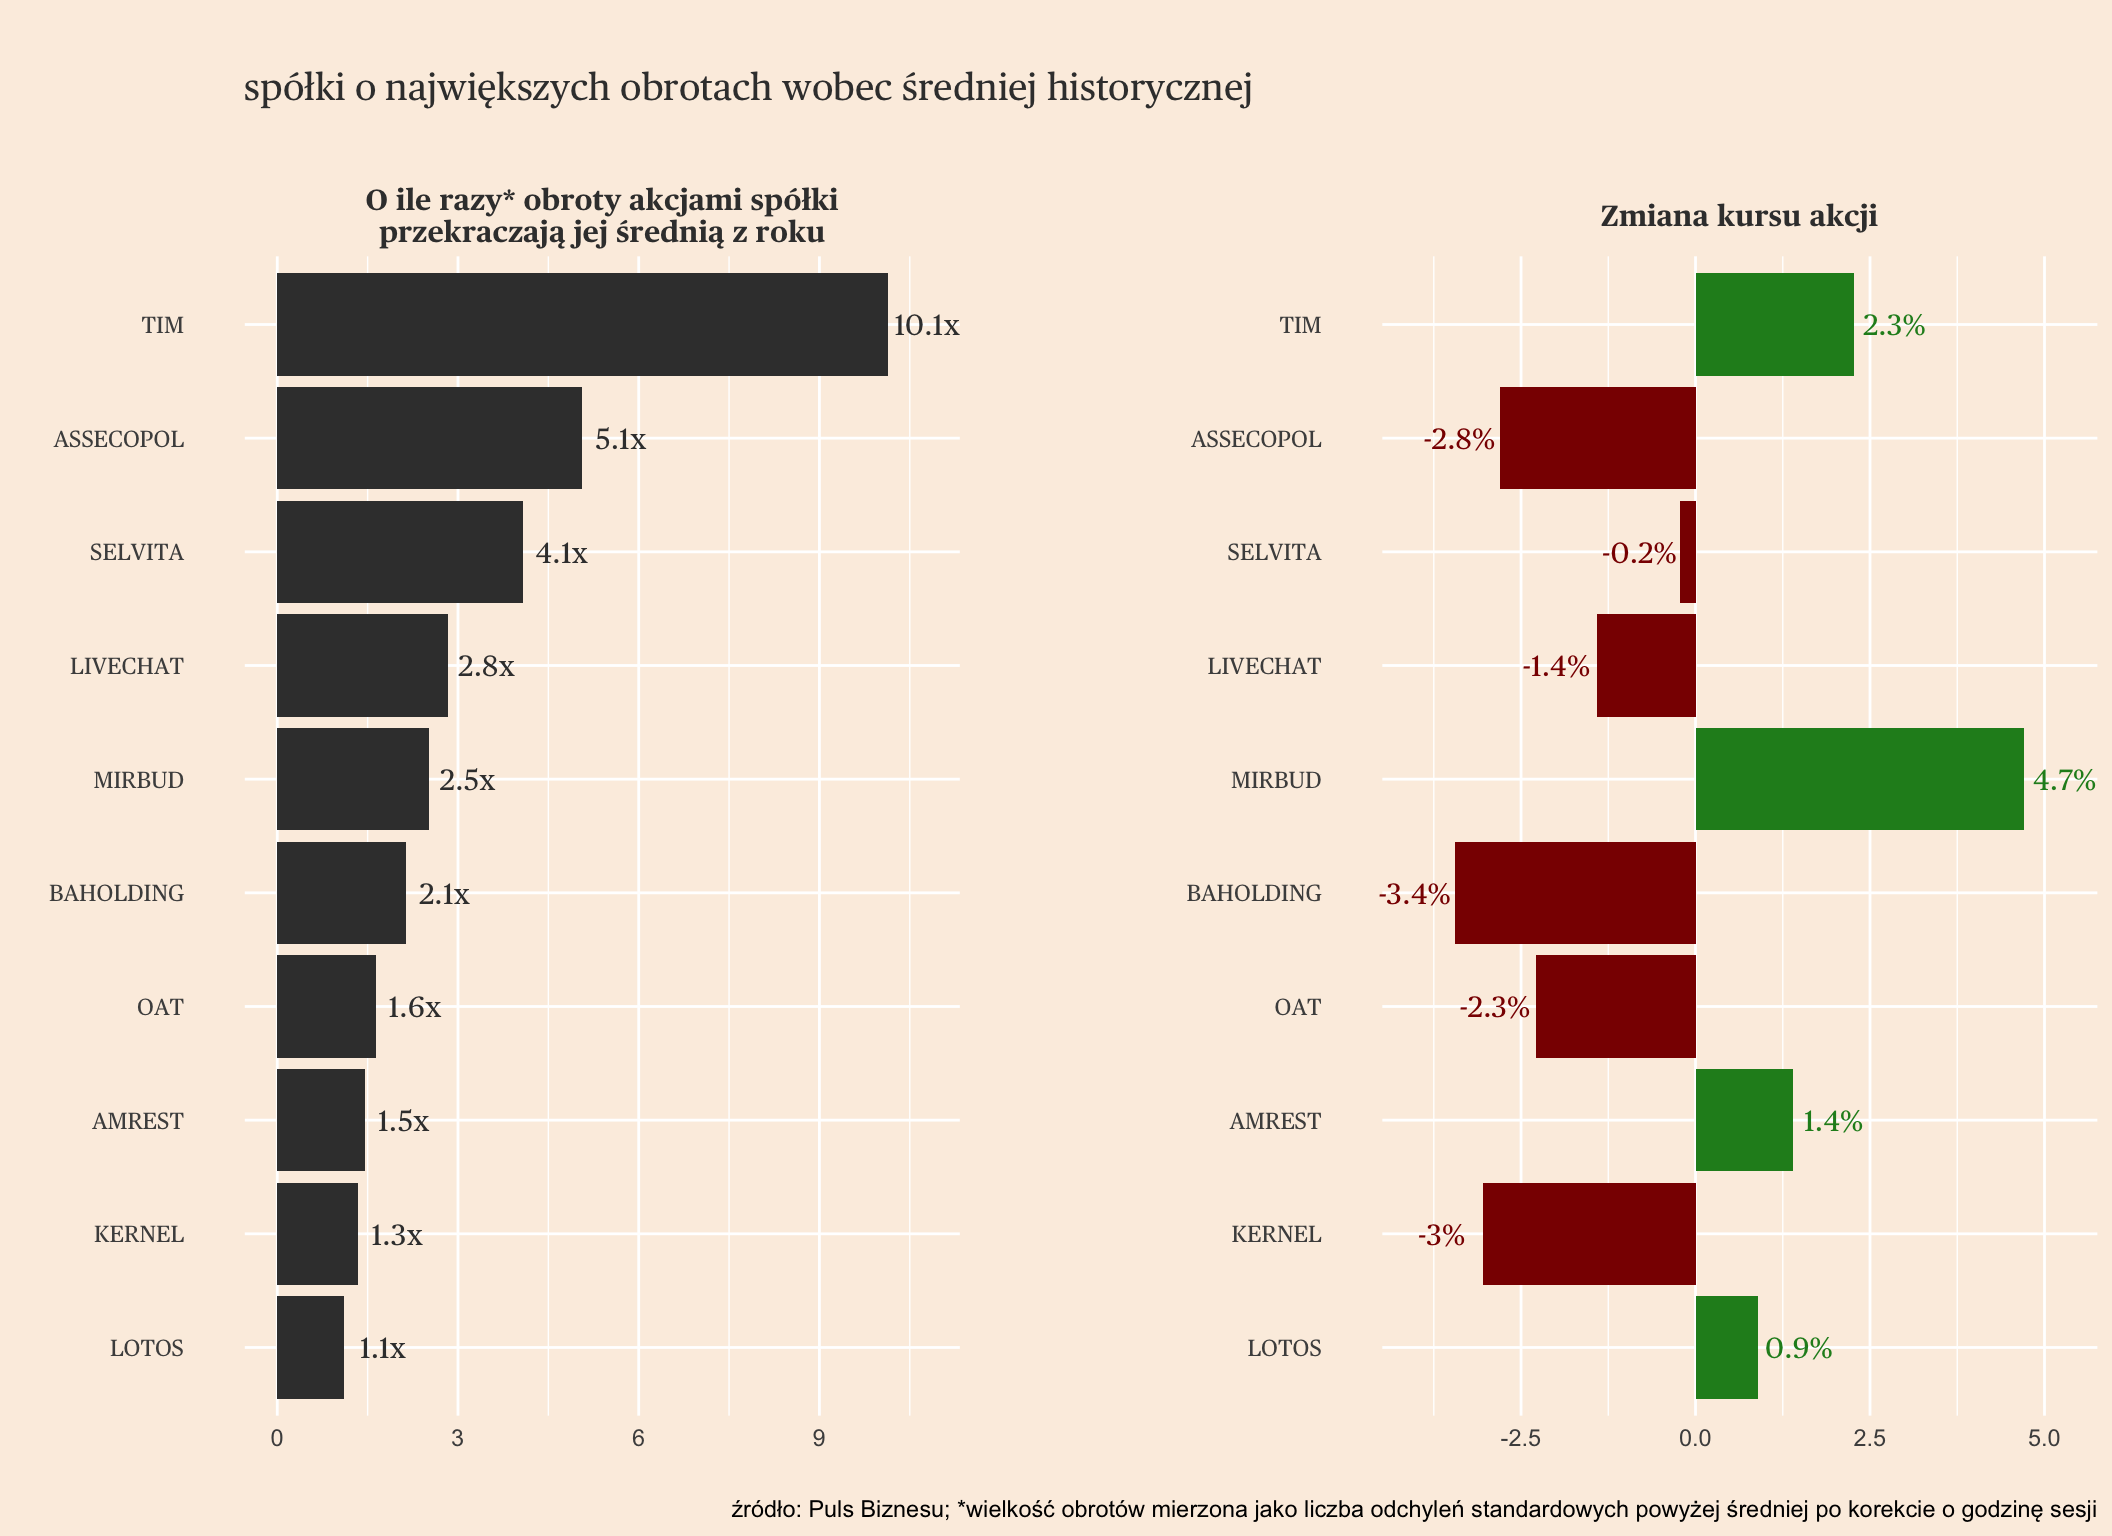 spółki o największych obrotach wobec średniej historycznej
O ile razy* obroty akcjami spółki
przekraczają jej średnią z roku
TIM
10.1x
ASSECOPOL
5.1x
SELVITA
4.1x
LIVECHAT
2.8x
MIRBUD
2.5x
BAHOLDING
2.1x
OAT
1.6x
AMREST
1.5x
KERNEL
1.3x
LOTOS
1.1x
0 3 6 9
Zmiana kursu akcji
TIM
2.3%
ASSECOPOL
-2.8%
SELVITA
-0.2%
LIVECHAT
-1.4%
MIRBUD
4.7%
BAHOLDING
-3.4%
OAT
-2.3%
AMREST
1.4%
KERNEL
-3%
LOTOS
0.9%
-2.5 0.0 2.5 5.0
źródło: Puls Biznesu; *wielkość obrotów mierzona jako liczba odchyleń standardowych powyżej średniej po korekcie o godzinę sesji